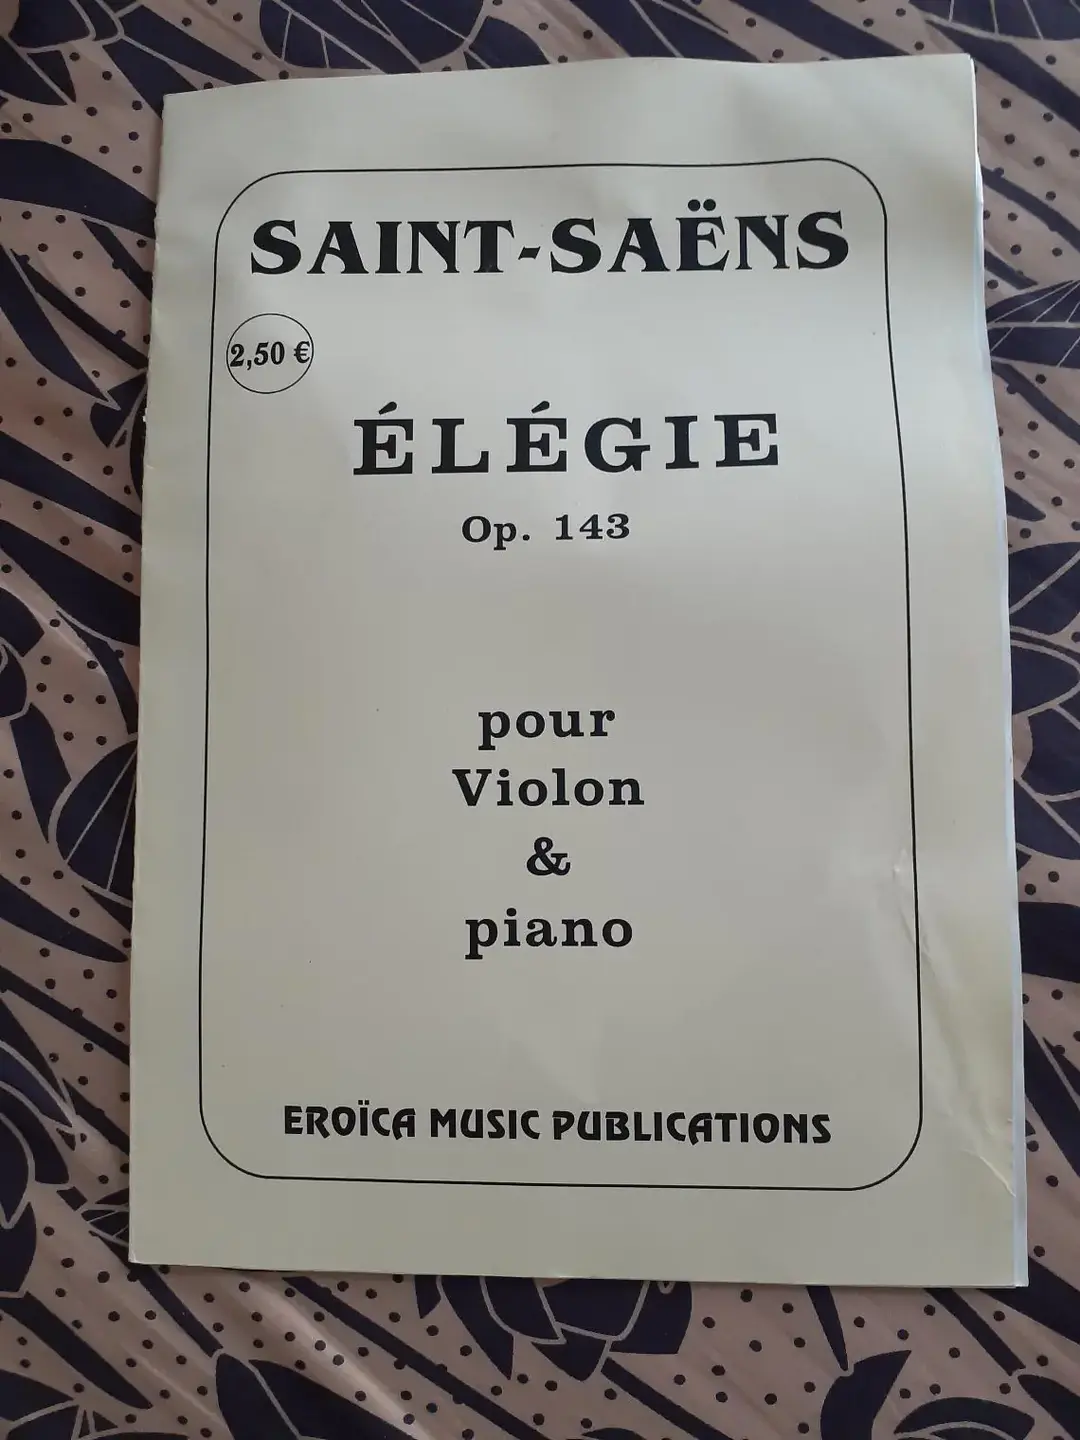 SAINT-SAËNS
2,50 €
ÉLÉGIE
Op. 143
pour
Violon
&
piano
EROÏCA MUSIC PUBLICATIONS